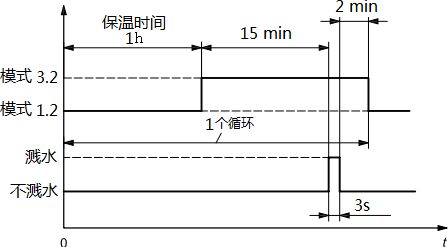 2 min
保温时间
1h
15 min
模式 3.2
模式 1.2
1个循环
溅水
不溅水
3s
0
t